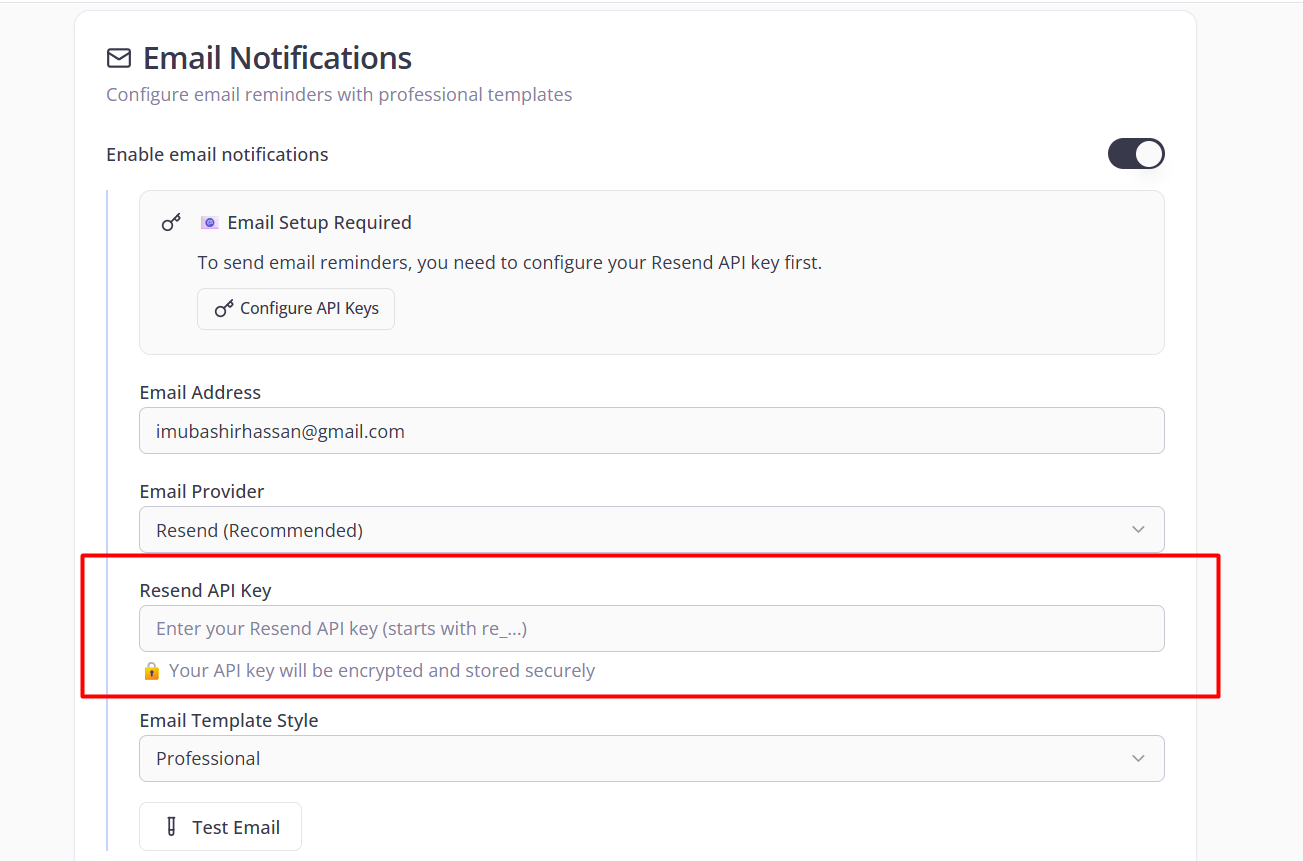 Email Notifications
Configure email reminders with professional templates
Enable email notifications
Email Setup Required
To send email reminders, you need to configure your Resend API key first.
Configure API Keys
Email Address
imubashirhassan@gmail.com
Email Provider
Resend (Recommended)
Resend API Key
Enter your Resend API key (starts with re_...)
Your API key will be encrypted and stored securely
Email Template Style
Professional
Test Email